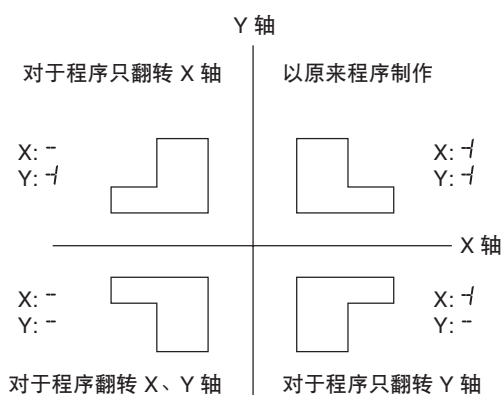 Y 轴
对于程序只翻转 X 轴
以原来程序制作
X: -
Y: -/
X: -/
Y: -/
X 轴
X: -
Y: -
X: -/
Y: -
对于程序翻转 X、Y 轴
对于程序只翻转 Y 轴